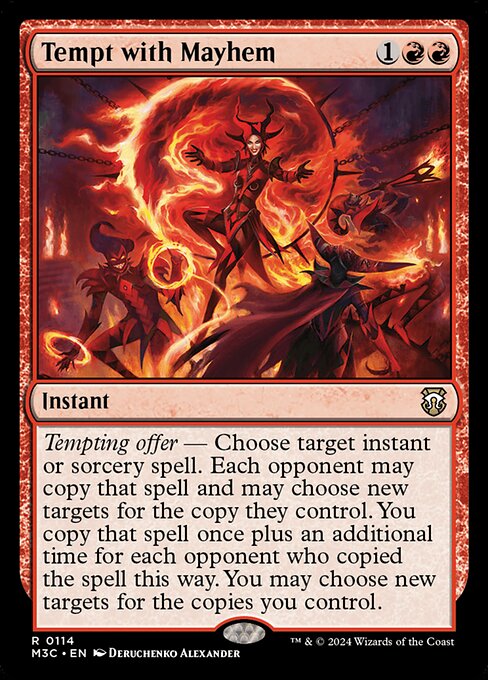 Tempt with Mayhem 1
Instant
Tempting offer — Choose target instant
or sorcery spell. Each opponent may
copy that spell and may choose new
targets for the copy they control. You
copy that spell once plus an additional
time for each opponent who copied
the spell this way. You may choose new
targets for the copies you control.
R 0114
M3C • EN Deruchenko Alexander
™ & © 2024 Wizards of the Coast